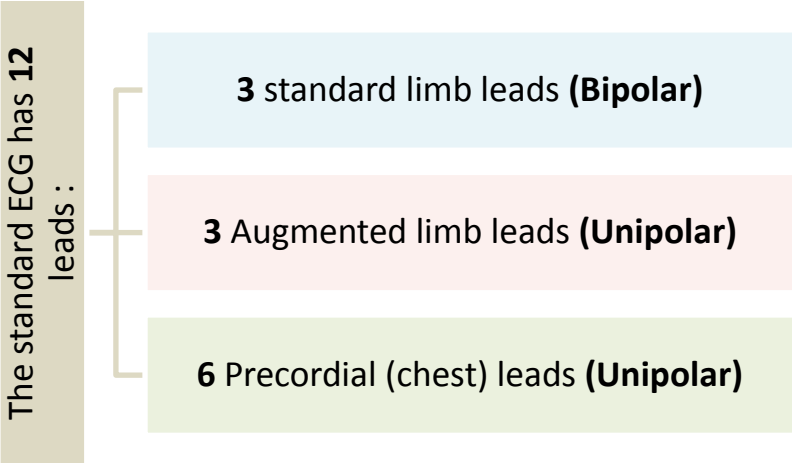 The standard ECG has 12
leads :
3 standard limb leads (Bipolar)
3 Augmented limb leads (Unipolar)
6 Precordial (chest) leads (Unipolar)